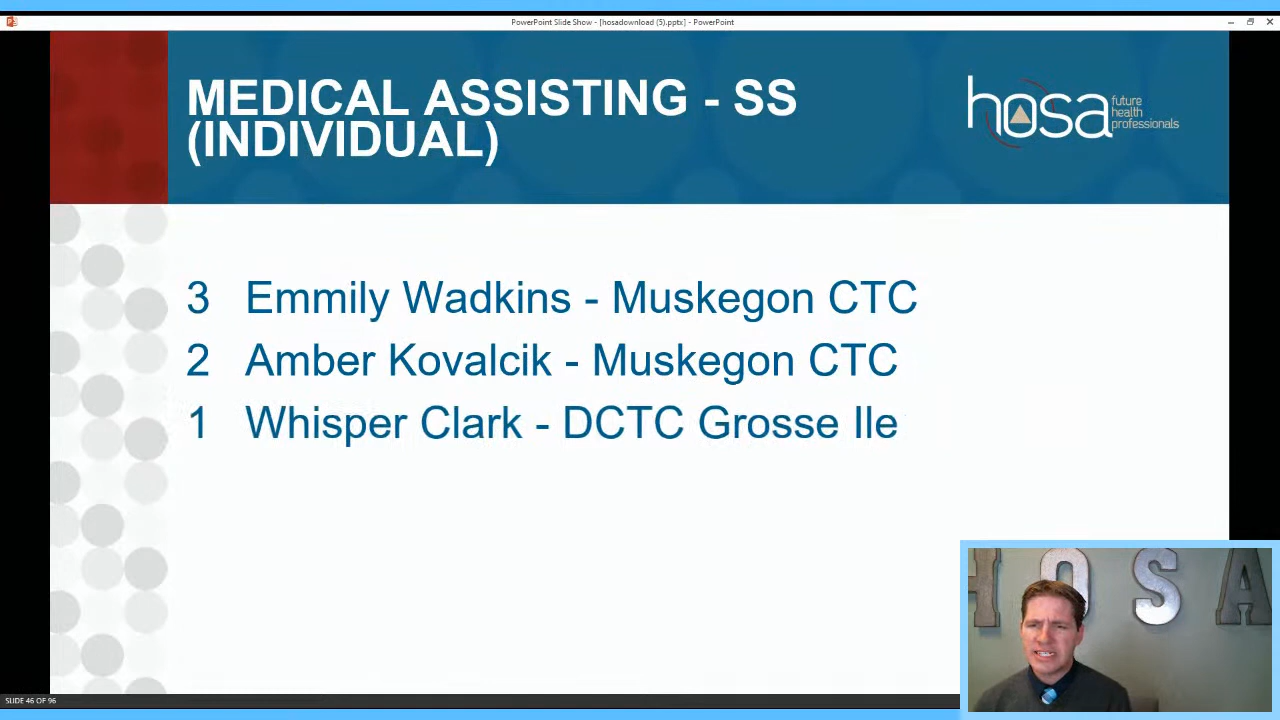 PowerPoint Slide Show - [hosadownload (5).pptx] - PowerPoint
MEDICAL ASSISTING - SS
(INDIVIDUAL)
hosa future
health
professionals
3 Emmily Wadkins - Muskegon CTC
2 Amber Kovalcik - Muskegon CTC
1 Whisper Clark - DCTC Grosse Ile
HOSA
SLIDE 46 OF 96